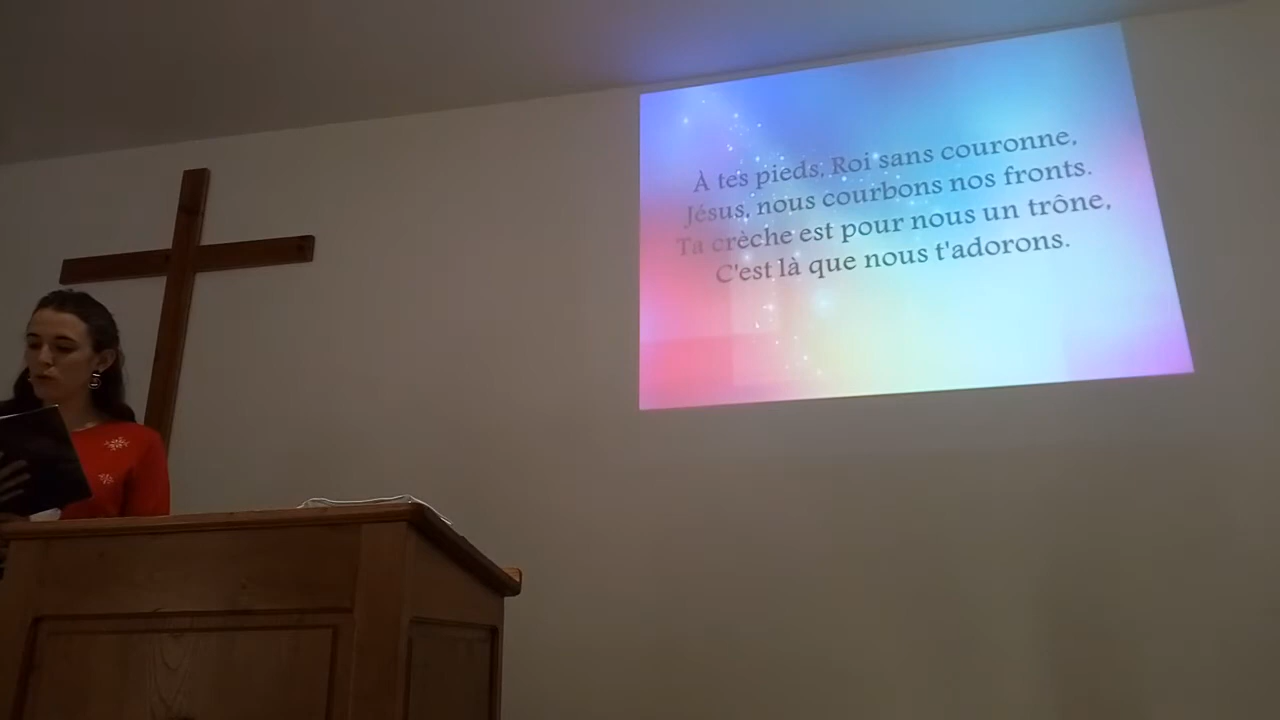 À tes pieds, Roi sans couronne,
Jésus, nous courbons nos fronts.
Ta crèche est pour nous un trône,
C'est là que nous t'adorons.